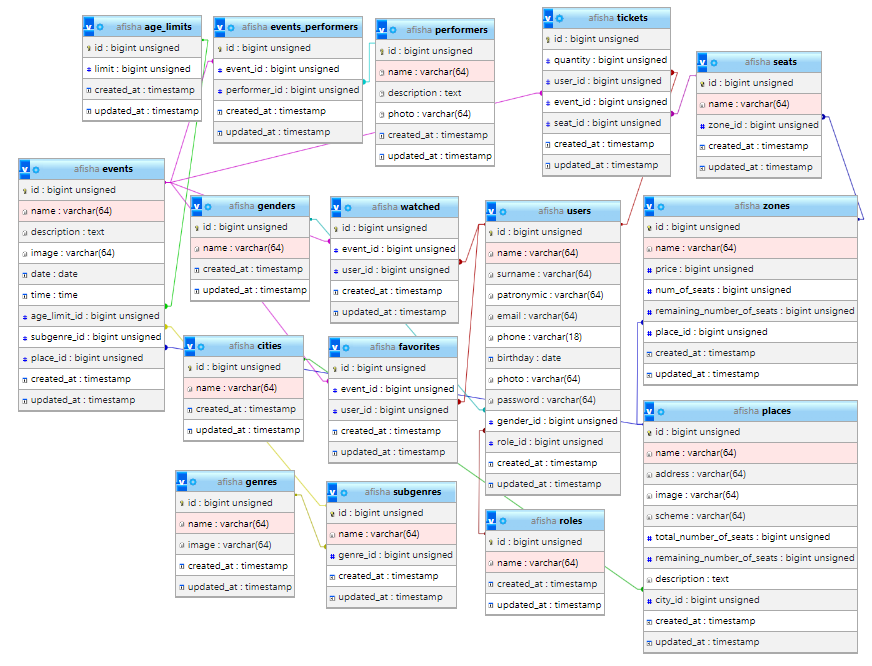 afisha age_limits
id : bigint unsigned
limit : bigint unsigned
created_at : timestamp
updated_at : timestamp
afisha events_performers
id : bigint unsigned
event_id : bigint unsigned
performer_id : bigint unsigned
created_at : timestamp
updated_at : timestamp
afisha performers
id : bigint unsigned
name : varchar(64)
description : text
photo : varchar(64)
created_at : timestamp
updated_at : timestamp
afisha tickets
id : bigint unsigned
quantity : bigint unsigned
user_id : bigint unsigned
event_id : bigint unsigned
seat_id : bigint unsigned
created_at : timestamp
updated_at : timestamp
afisha seats
id : bigint unsigned
name : varchar(64)
zone_id : bigint unsigned
created_at : timestamp
updated_at : timestamp
afisha events
id : bigint unsigned
name : varchar(64)
description : text
image : varchar(64)
date : date
time : time
age_limit_id : bigint unsigned
subgenre_id : bigint unsigned
place_id : bigint unsigned
created_at : timestamp
updated_at : timestamp
afisha genders
id : bigint unsigned
name : varchar(64)
created_at : timestamp
updated_at : timestamp
afisha watched
id : bigint unsigned
event_id : bigint unsigned
user_id : bigint unsigned
created_at : timestamp
updated_at : timestamp
afisha users
id : bigint unsigned
name : varchar(64)
surname : varchar(64)
patronymic : varchar(64)
email : varchar(64)
phone : varchar(18)
birthday : date
photo : varchar(64)
password : varchar(64)
gender_id : bigint unsigned
role_id : bigint unsigned
created_at : timestamp
updated_at : timestamp
afisha zones
id : bigint unsigned
name : varchar(64)
price : bigint unsigned
num_of_seats : bigint unsigned
remaining_number_of_seats : bigint unsigned
place_id : bigint unsigned
created_at : timestamp
updated_at : timestamp
afisha cities
id : bigint unsigned
name : varchar(64)
created_at : timestamp
updated_at : timestamp
afisha favorites
id : bigint unsigned
event_id : bigint unsigned
user_id : bigint unsigned
created_at : timestamp
updated_at : timestamp
afisha places
id : bigint unsigned
name : varchar(64)
address : varchar(64)
image : varchar(64)
scheme : varchar(64)
total_number_of_seats : bigint unsigned
remaining_number_of_seats : bigint unsigned
description : text
city_id : bigint unsigned
created_at : timestamp
updated_at : timestamp
afisha genres
id : bigint unsigned
name : varchar(64)
image : varchar(64)
created_at : timestamp
updated_at : timestamp
afisha subgenres
id : bigint unsigned
name : varchar(64)
genre_id : bigint unsigned
created_at : timestamp
updated_at : timestamp
afisha roles
id : bigint unsigned
name : varchar(64)
created_at : timestamp
updated_at : timestamp